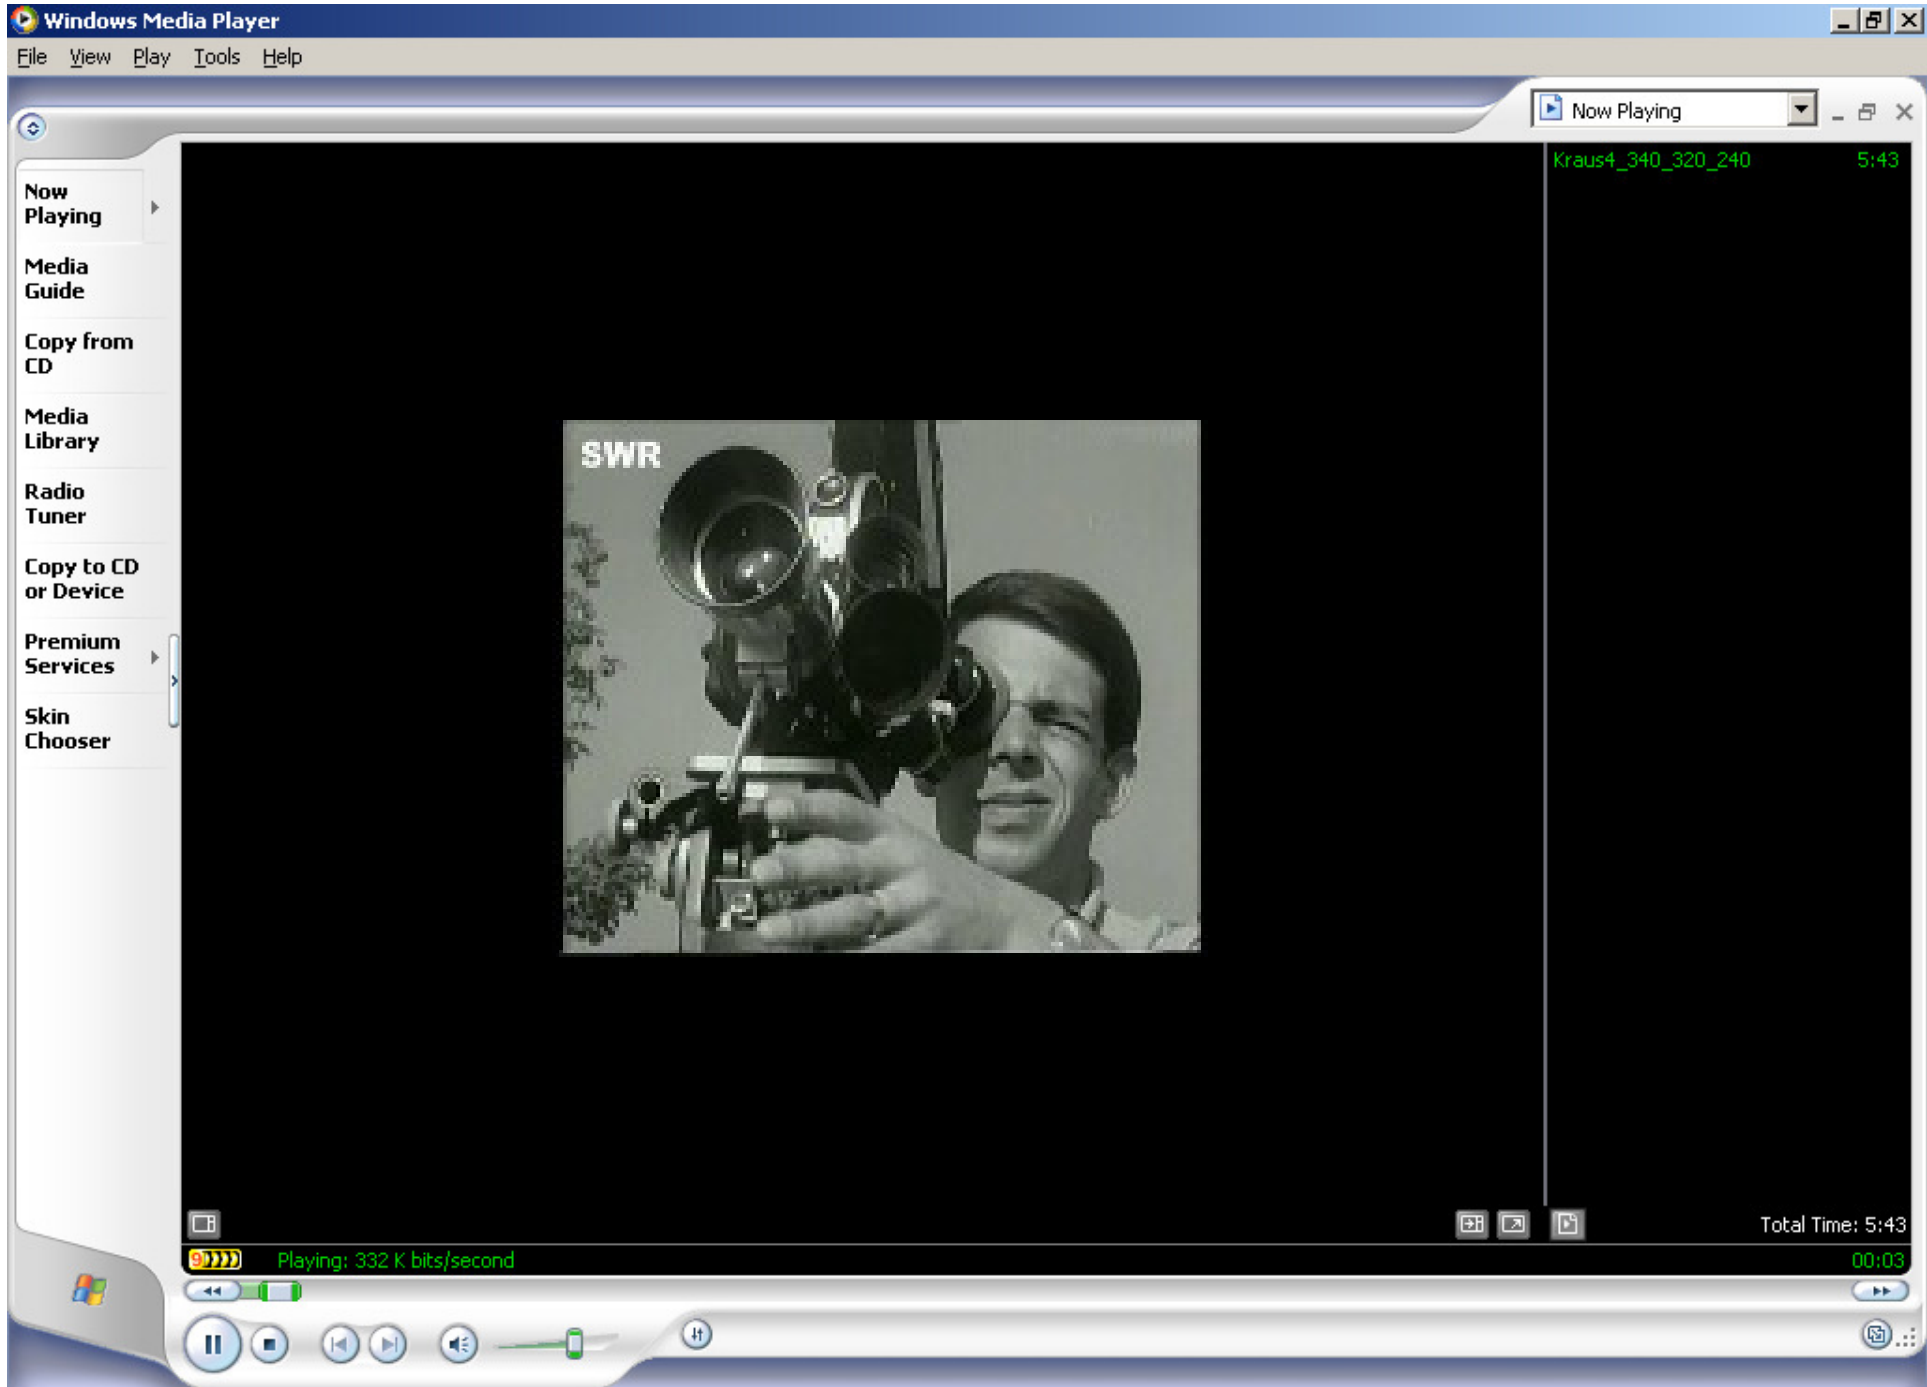 Windows Media Player
File View Play Tools Help
Now Playing
Now
Playing
Media
Guide
Copy from
CD
Media
Library
Radio
Tuner
Copy to CD
or Device
Premium
Services
Skin
Chooser
Kraus4_340_320_240 5:43
SWR
Total Time: 5:43
9
Playing: 332 K bits/second
00:03